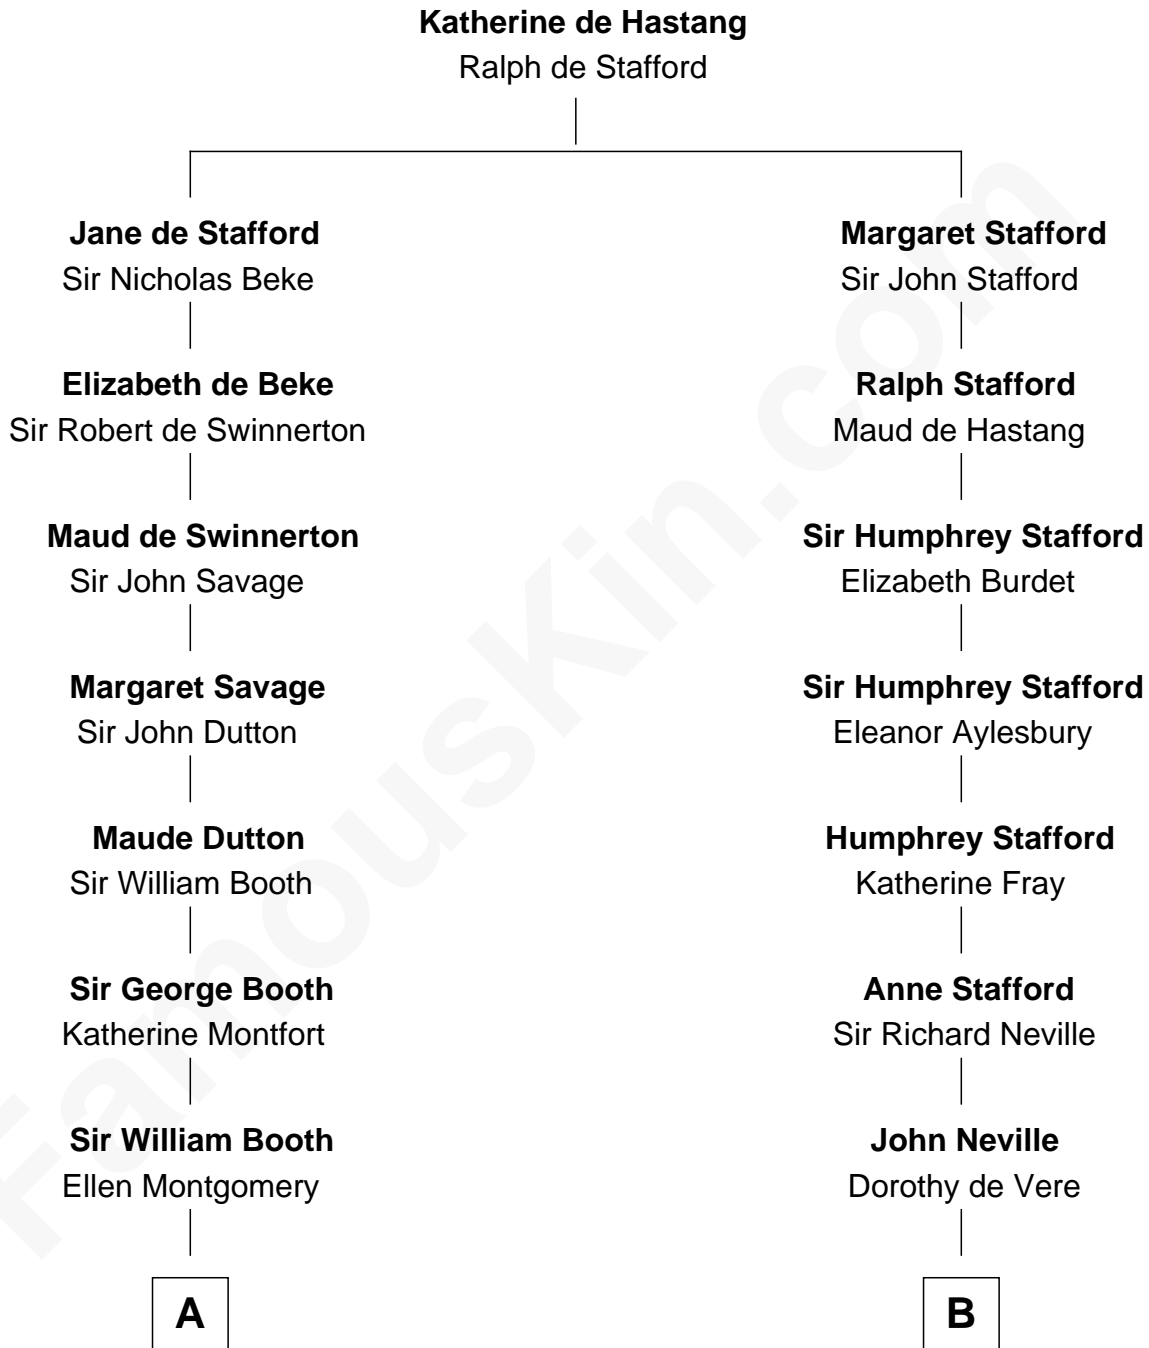 Katherine de Hastang
Ralph de Stafford
Jane de Stafford
Sir Nicholas Beke
Margaret Stafford
Sir John Stafford
Elizabeth de Beke
Sir Robert de Swinnerton
Ralph Stafford
Maud de Hastang
Maud de Swinnerton
Sir John Savage
Sir Humphrey Stafford
Elizabeth Burdet
Margaret Savage
Sir John Dutton
Sir Humphrey Stafford
Eleanor Aylesbury
Maude Dutton
Sir William Booth
Humphrey Stafford
Katherine Fray
Sir George Booth
Katherine Montfort
Anne Stafford
Sir Richard Neville
Sir William Booth
Ellen Montgomery
John Neville
Dorothy de Vere
A
B
FamousKin.com